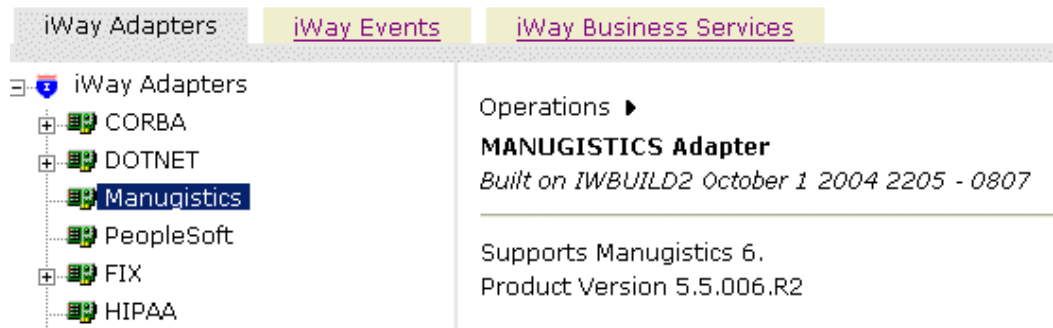 iWay Adapters
iWay Events
iWay Business Services
iWay Adapters
CORBA
DOTNET
Manugistics
PeopleSoft
FIX
HIPAA
Operations
MANUGISTICS Adapter
Built on IWBUILD2 October 1 2004 2205 - 0807
Supports Manugistics 6.
Product Version 5.5.006.R2